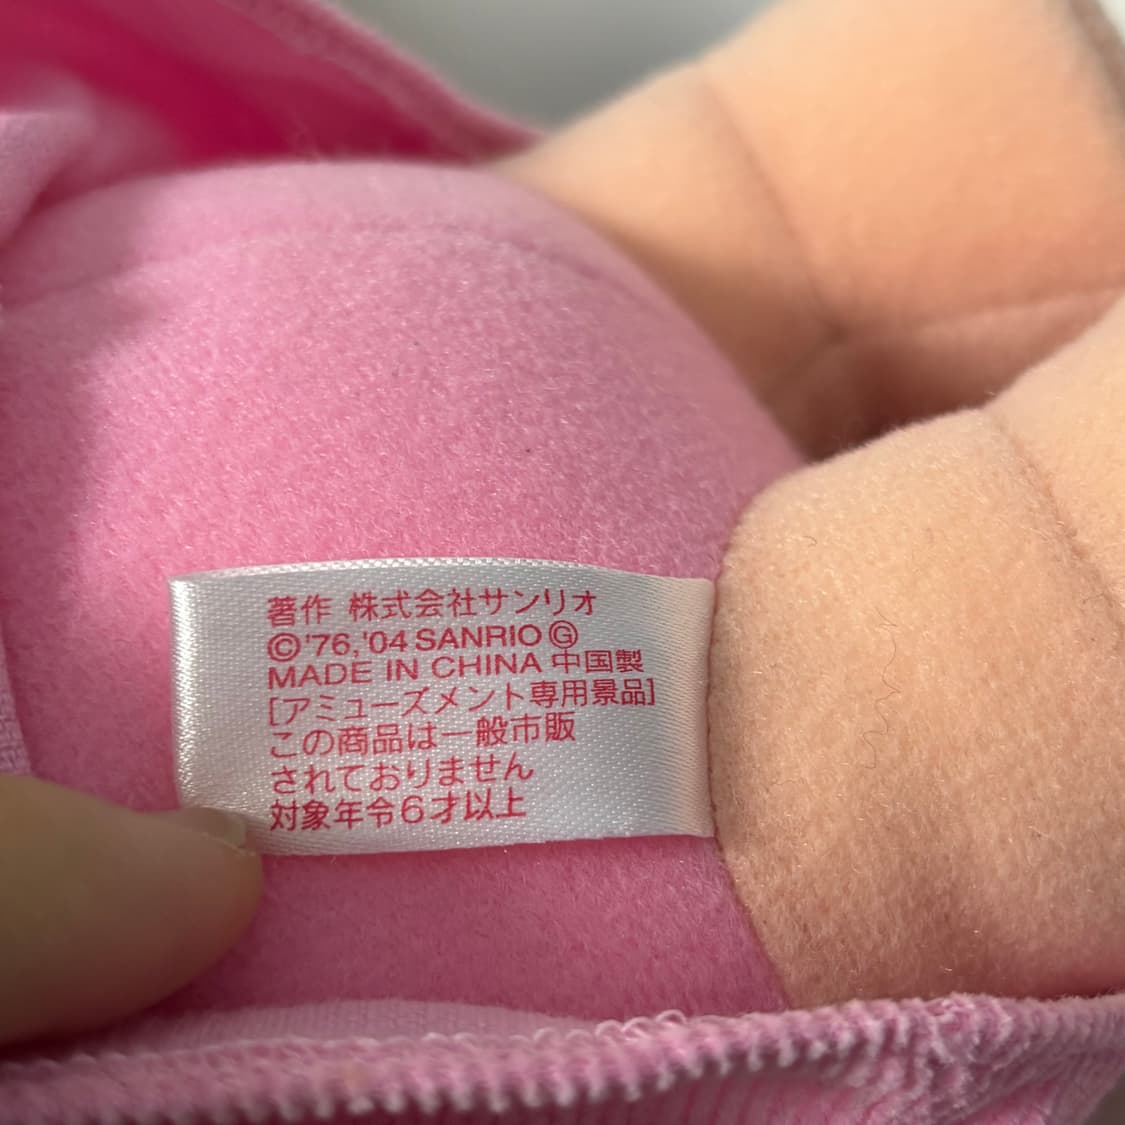 著作 株式会社サンリオ
©'76,'04 SANRIO Ⓖ
MADE IN CHINA 中国製
[アミューズメント専用景品]
この商品は一般市販
されておりません
対象年令6才以上